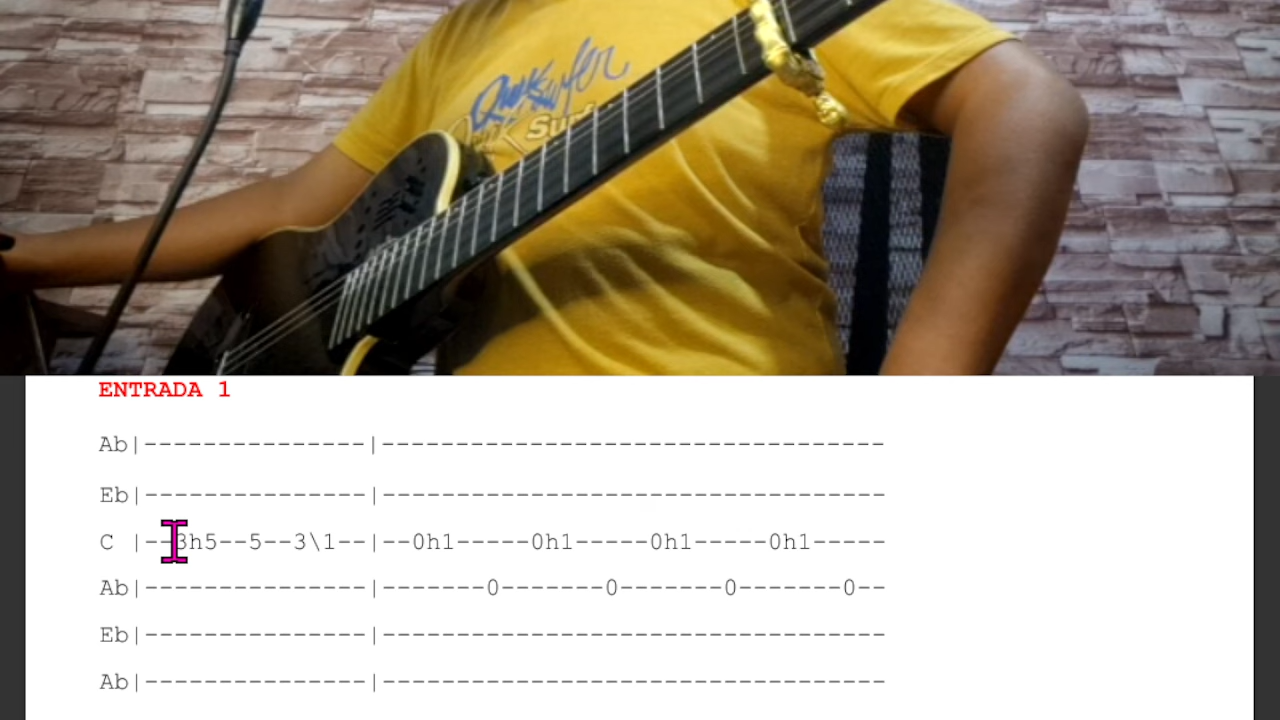 Quiksilver
ENTRADA 1
Ab|---------------|----------------------------------
Eb|---------------|----------------------------------
C |--3h5--5--3\1--|--0h1-----0h1-----0h1-----0h1-----
Ab|---------------|-------0-------0-------0-------0--
Eb|---------------|----------------------------------
Ab|---------------|----------------------------------